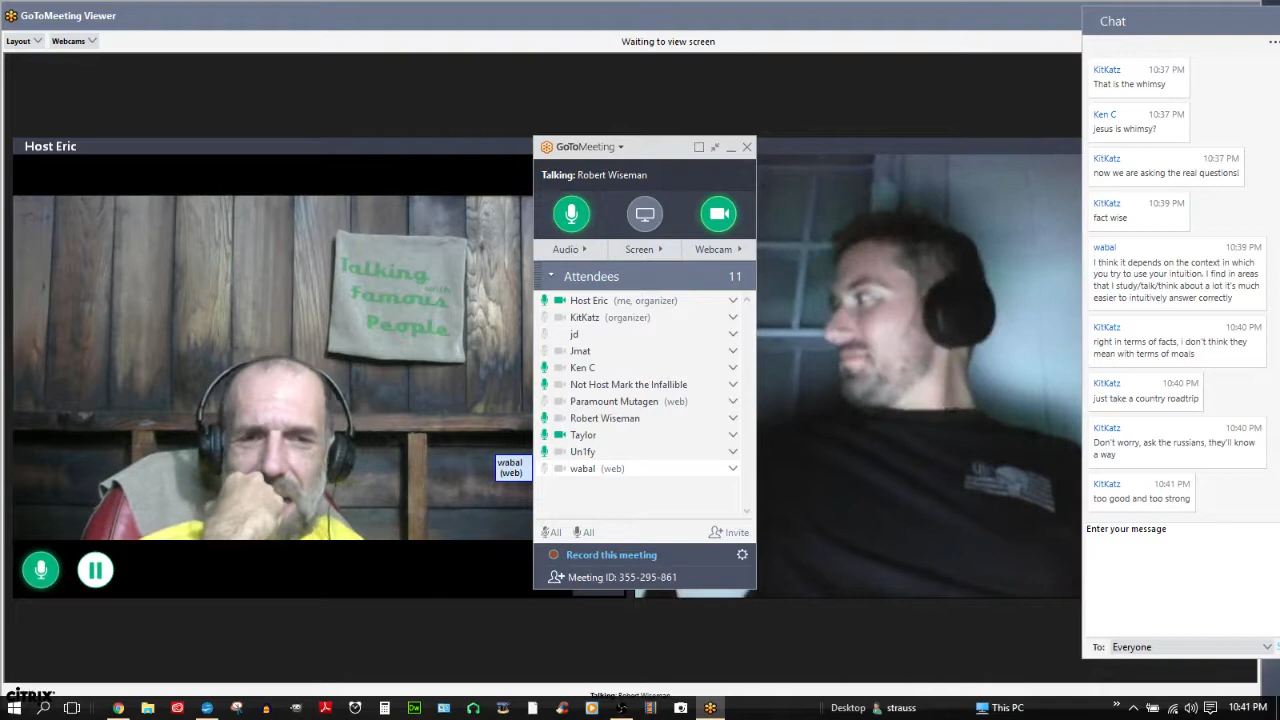 GoToMeeting Viewer
Layout
Webcams
Waiting to view screen
Host Eric
Talking with
Famous
People
wabal
(web)
GoToMeeting
Talking: Robert Wiseman
Audio
Screen
Webcam
Attendees 11
Host Eric (me, organizer)
KitKatz (organizer)
jd
Jmat
Ken C
Not Host Mark the Infallible
Paramount Mutagen (web)
Robert Wiseman
Taylor
Un1fy
wabal (web)
All
All
Invite
Record this meeting
Meeting ID: 355-295-861
Chat
KitKatz 10:37 PM
That is the whimsy
Ken C 10:37 PM
jesus is whimsy?
KitKatz 10:37 PM
now we are asking the real questions!
KitKatz 10:39 PM
fact wise
wabal 10:39 PM
I think it depends on the context in which
you try to use your intuition. I find in areas
that I study/talk/think about a lot it's much
easier to intuitively answer correctly
KitKatz 10:40 PM
right in terms of facts, i don't think they
mean with terms of moals
KitKatz 10:40 PM
just take a country roadtrip
KitKatz 10:40 PM
Don't worry, ask the russians, they'll know
a way
KitKatz 10:41 PM
too good and too strong
Enter your message
To: Everyone
CITRIX
Talking: Robert Wiseman
Dw
Desktop
strauss
This PC
10:41 PM